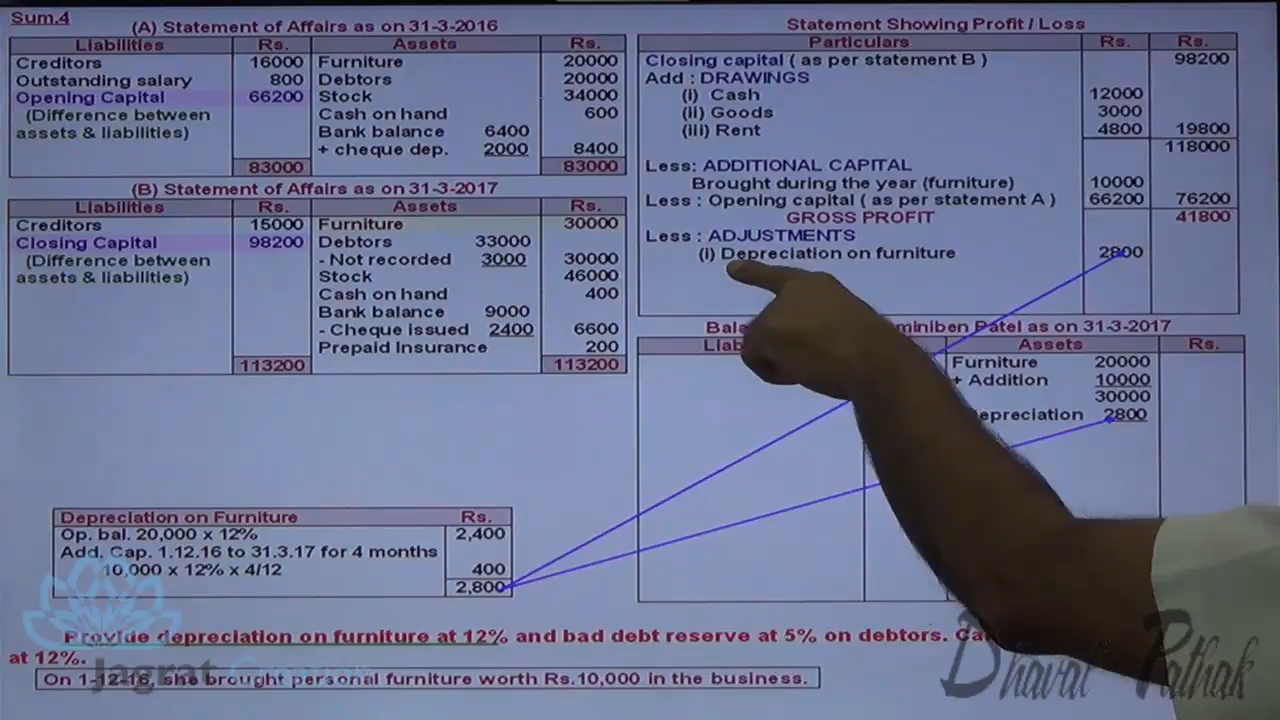 Sum.4
(A) Statement of Affairs as on 31-3-2016
Liabilities Rs. Assets Rs.
Creditors 16000 Furniture 20000
Outstanding salary 800 Debtors 20000
Opening Capital 66200 Stock 34000
(Difference between Cash on hand 600
assets & liabilities) Bank balance 6400
+ cheque dep. 2000 8400
83000 83000
(B) Statement of Affairs as on 31-3-2017
Liabilities Rs. Assets Rs.
Creditors 15000 Furniture 30000
Closing Capital 98200 Debtors 33000
(Difference between - Not recorded 3000 30000
assets & liabilities) Stock 46000
Cash on hand 400
Bank balance 9000
- Cheque issued 2400 6600
Prepaid Insurance 200
113200 113200
Statement Showing Profit / Loss
Particulars Rs. Rs.
Closing capital ( as per statement B ) 98200
Add : DRAWINGS
(i) Cash 12000
(ii) Goods 3000
(iii) Rent 4800 19800
118000
Less: ADDITIONAL CAPITAL
Brought during the year (furniture) 10000
Less : Opening capital ( as per statement A ) 66200 76200
GROSS PROFIT 41800
Less : ADJUSTMENTS
(i) Depreciation on furniture 2800
Patel as on 31-3-2017
Assets Rs.
Furniture 20000
+ Addition 10000
30000
2800
Depreciation on Furniture Rs.
Op. bal. 20,000 x 12% 2,400
Add. Cap. 1.12.16 to 31.3.17 for 4 months
10,000 x 12% x 4/12 400
2,800
Provide depreciation on furniture at 12% and bad debt reserve at 5% on debtors.
at 12%.
On 1-12-16, she brought personal furniture worth Rs.10,000 in the business.
Jagrat Creation
Dhaval Pathak